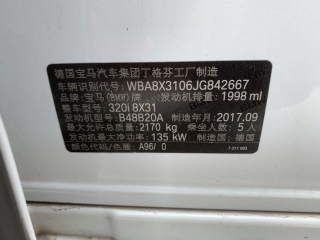 德国宝马汽车集团丁格芬工厂制造
车辆识别代号 WBA8X3106JG842667
品牌:宝马(BMW) 发动机排量:1998 ml
整车型号: 320i 8X31
发动机型号: B48B20A 制造年月: 2017.09
最大允许总质量: 2170 kg 乘坐人数: 5 人
发动机最大净功率: 135 kW 制造国: 德国
颜色代码/色圈 A96/ 0
7 311 093